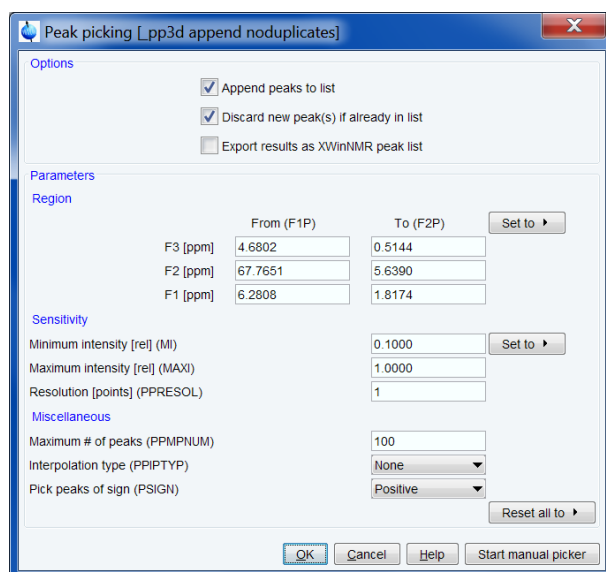 Peak picking [_pp3d append noduplicates]
Options
Append peaks to list
Discard new peak(s) if already in list
Export results as XWinNMR peak list
Parameters
Region
From (F1P) To (F2P) Set to
F3 [ppm] 4.6802 0.5144
F2 [ppm] 67.7651 5.6390
F1 [ppm] 6.2808 1.8174
Sensitivity
Minimum intensity [rel] (MI) 0.1000 Set to
Maximum intensity [rel] (MAXI) 1.0000
Resolution [points] (PPRESOL) 1
Miscellaneous
Maximum # of peaks (PPMPNUM) 100
Interpolation type (PPIPTYP) None
Pick peaks of sign (PSIGN) Positive
Reset all to
OK Cancel Help Start manual picker